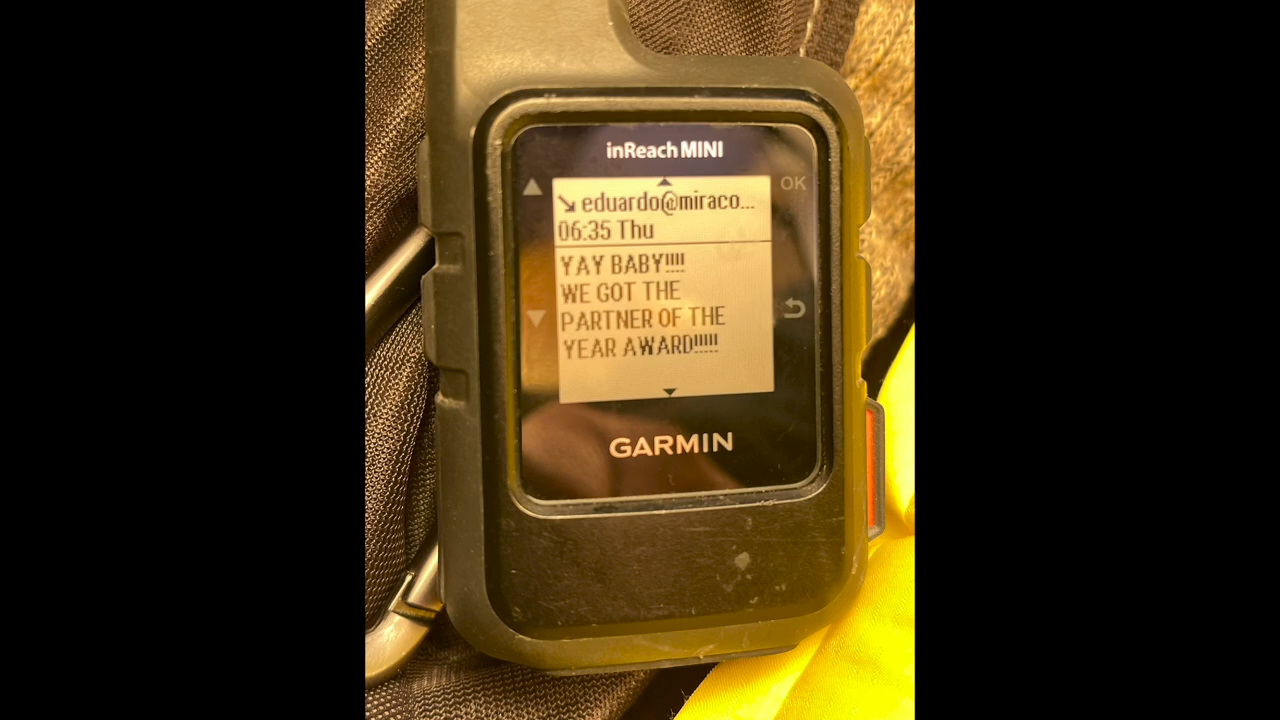 inReach MINI
OK
eduardo@miraco...
06:35 Thu
YAY BABY!!!!
WE GOT THE
PARTNER OF THE
YEAR AWARD!!!!!
GARMIN